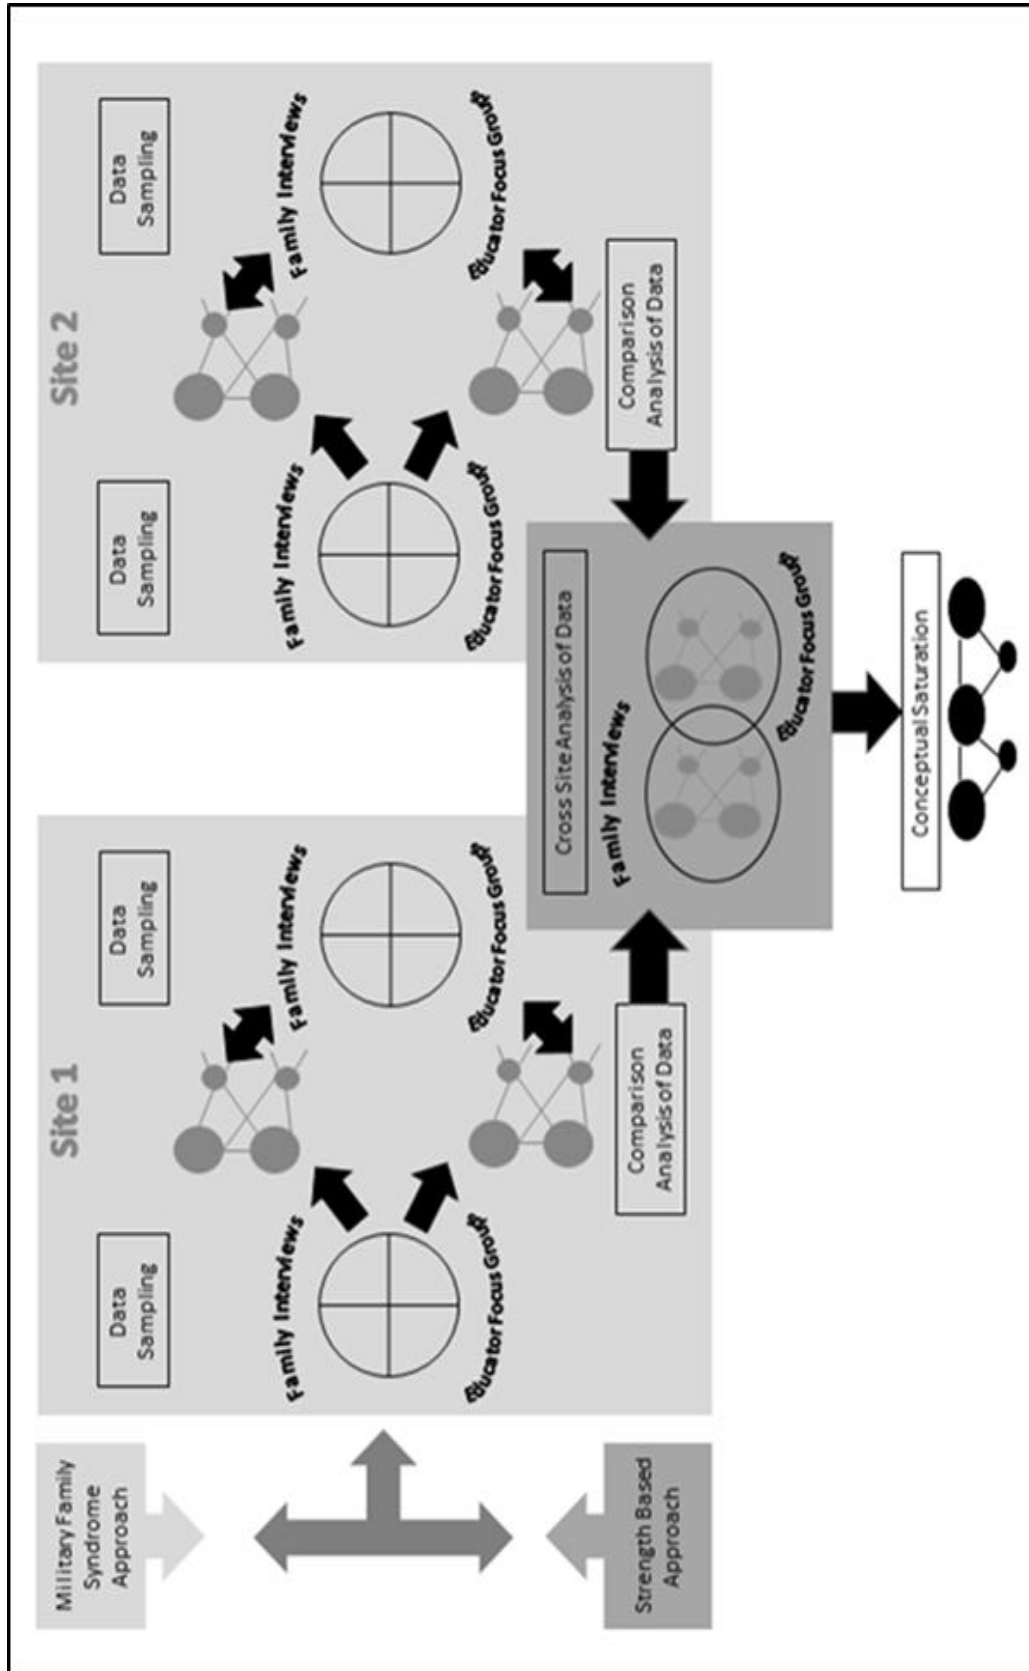 Military Family
Syndrome
Approach
Strength Based
Approach
Site 1
Data
Sampling
Data
Sampling
Family Interviews
Family Interviews
Educator Focus Group
Educator Focus Group
Comparison
Analysis of Data
Site 2
Data
Sampling
Data
Sampling
Family Interviews
Family Interviews
Educator Focus Group
Educator Focus Group
Comparison
Analysis of Data
Cross Site Analysis of Data
Family Interviews
Educator Focus Group
Conceptual Saturation